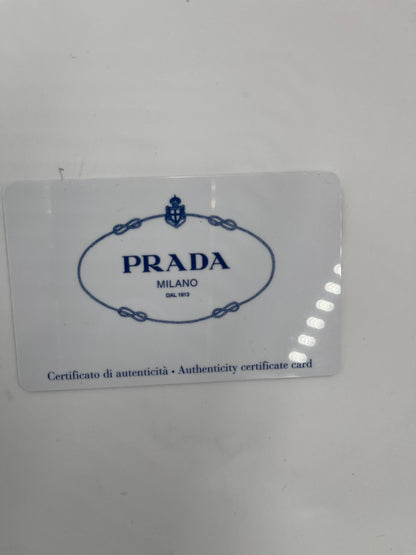 PRADA
MILANO
DAL 1913
Certificato di autenticità • Authenticity certificate card